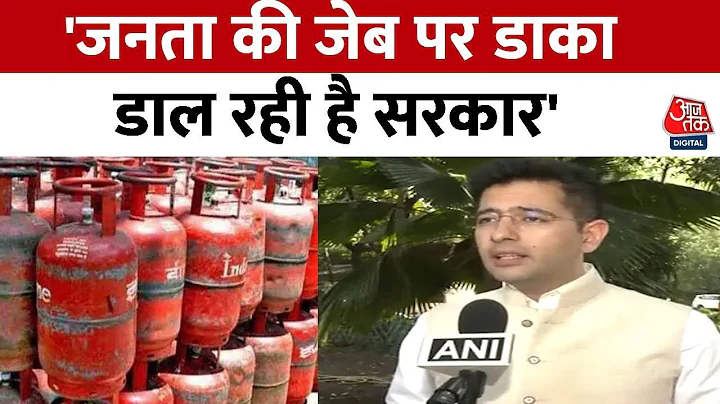 'जनता की जेब पर डाका
डाल रही है सरकार'
आज
तक
DIGITAL
ANI